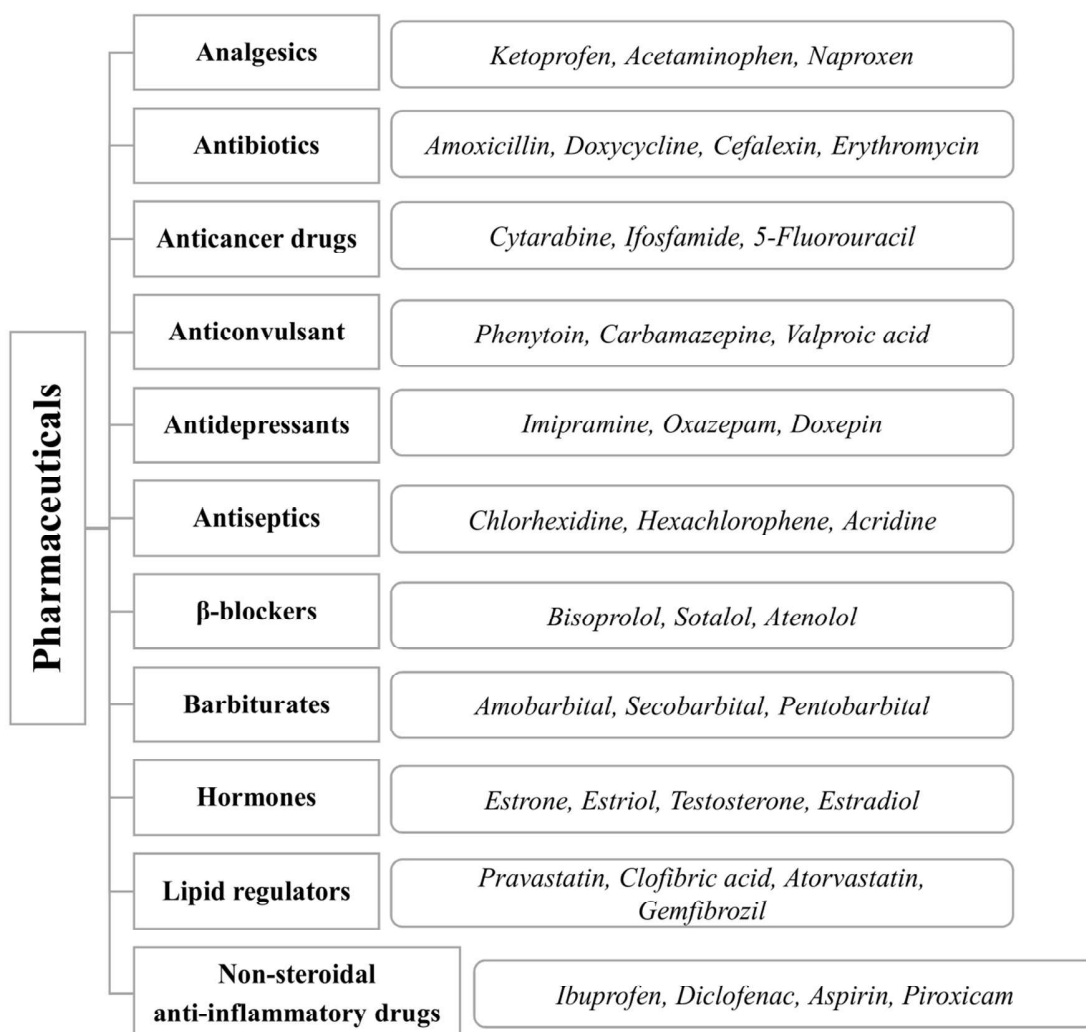 Pharmaceuticals
Analgesics
Ketoprofen, Acetaminophen, Naproxen
Antibiotics
Amoxicillin, Doxycycline, Cefalexin, Erythromycin
Anticancer drugs
Cytarabine, Ifosfamide, 5-Fluorouracil
Anticonvulsant
Phenytoin, Carbamazepine, Valproic acid
Antidepressants
Imipramine, Oxazepam, Doxepin
Antiseptics
Chlorhexidine, Hexachlorophene, Acridine
β-blockers
Bisoprolol, Sotalol, Atenolol
Barbiturates
Amobarbital, Secobarbital, Pentobarbital
Hormones
Estrone, Estriol, Testosterone, Estradiol
Lipid regulators
Pravastatin, Clofibric acid, Atorvastatin,
Gemfibrozil
Non-steroidal
anti-inflammatory drugs
Ibuprofen, Diclofenac, Aspirin, Piroxicam